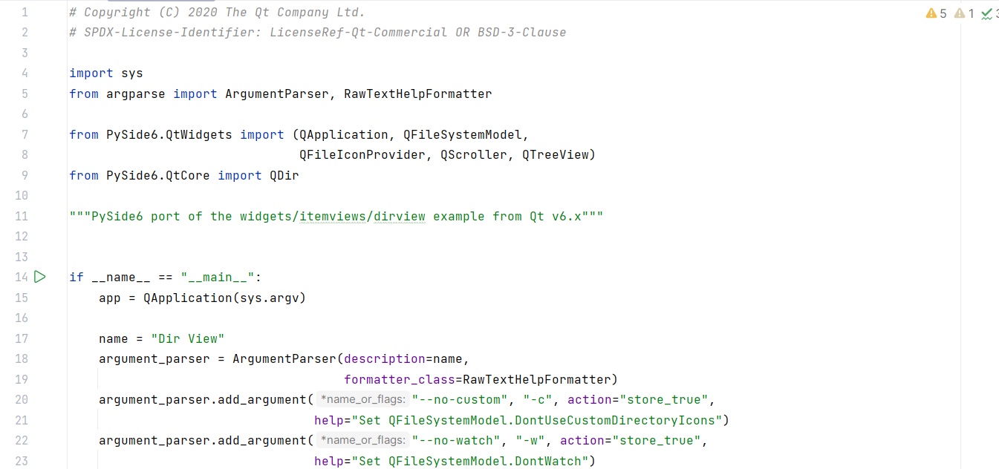 1 # Copyright (C) 2020 The Qt Company Ltd.
2 # SPDX-License-Identifier: LicenseRef-Qt-Commercial OR BSD-3-Clause
3
4 import sys
5 from argparse import ArgumentParser, RawTextHelpFormatter
6
7 from PySide6.QtWidgets import (QApplication, QFileSystemModel,
8 QFileIconProvider, QScroller, QTreeView)
9 from PySide6.QtCore import QDir
10
11 """PySide6 port of the widgets/itemviews/dirview example from Qt v6.x"""
12
13
14 if __name__ == "__main__":
15 app = QApplication(sys.argv)
16
17 name = "Dir View"
18 argument_parser = ArgumentParser(description=name,
19 formatter_class=RawTextHelpFormatter)
20 argument_parser.add_argument( *name_or_flags: "--no-custom", "-c", action="store_true",
21 help="Set QFileSystemModel.DontUseCustomDirectoryIcons")
22 argument_parser.add_argument( *name_or_flags: "--no-watch", "-w", action="store_true",
23 help="Set QFileSystemModel.DontWatch")
5 1